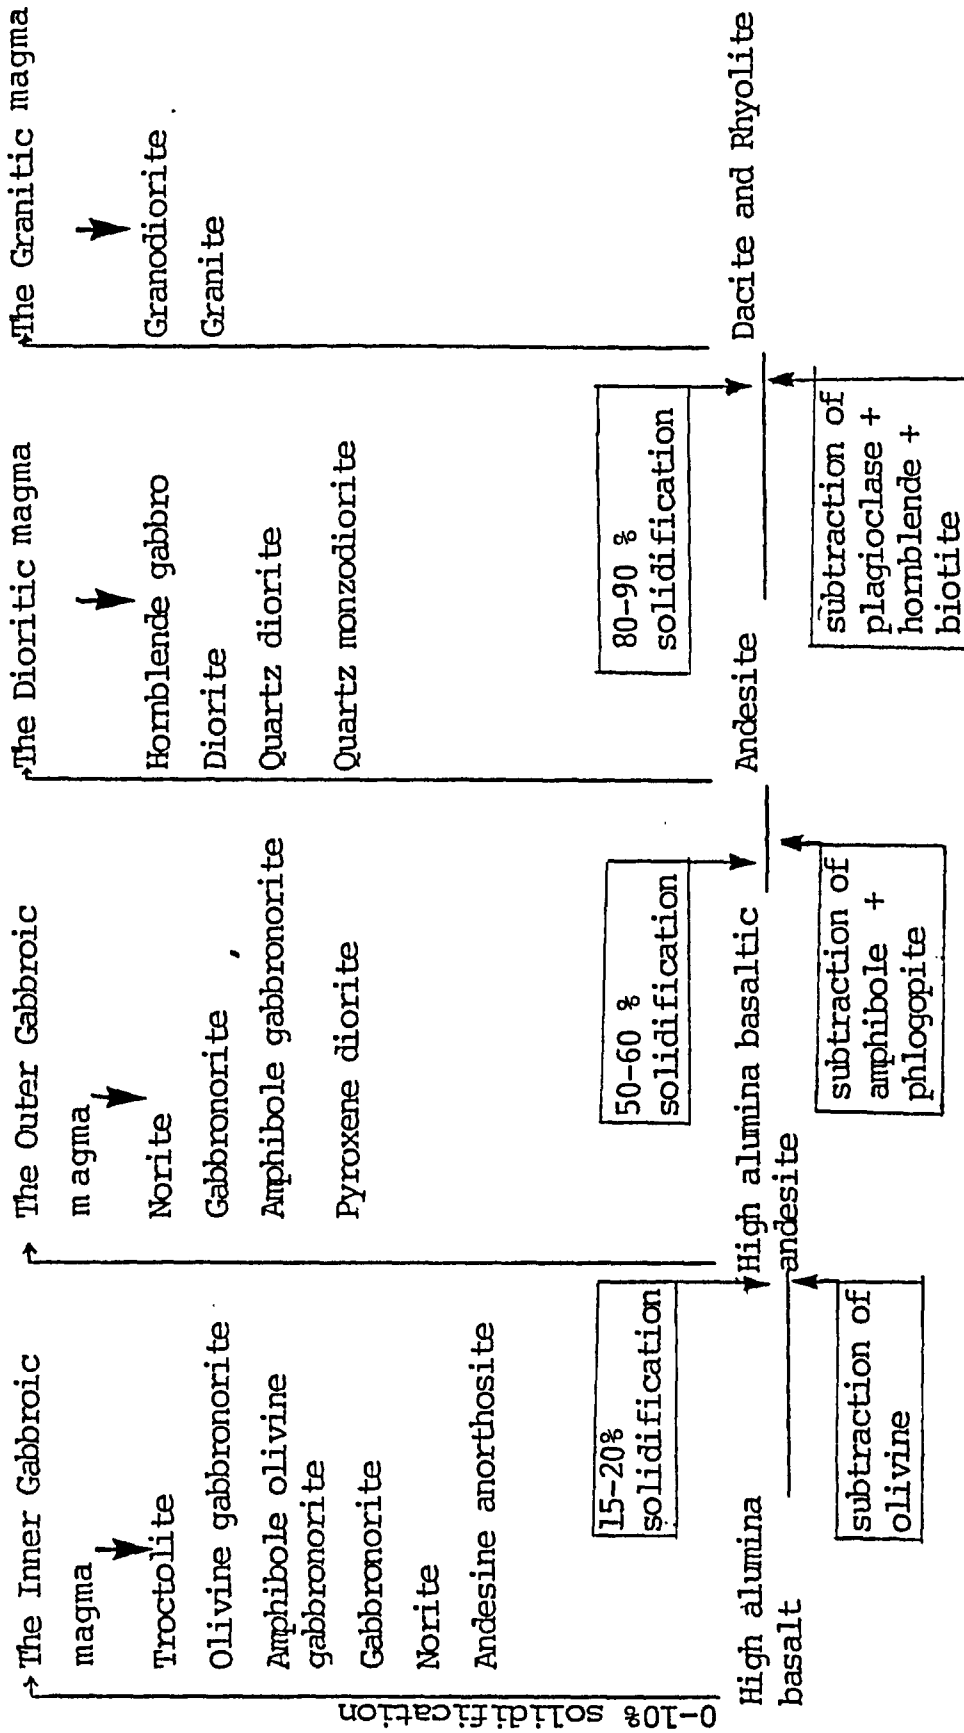 The Inner Gabbroic
magma
Troctolite
Olivine gabbronorite
Amphibole olivine
gabbronorite
Gabbronorite
Norite
Andesine anorthosite
0-10% solidification
15-20%
solidification
High alumina
basalt
subtraction of
olivine
The Outer Gabbroic
magma
Norite
Gabbronorite
Amphibole gabbronorite
Pyroxene diorite
50-60 %
solidification
High alumina basaltic
andesite
subtraction of
amphibole +
phlogopite
The Dioritic magma
Hornblende gabbro
Diorite
Quartz diorite
Quartz monzodiorite
80-90 %
solidification
Andesite
subtraction of
plagioclase +
hornblende +
biotite
The Granitic magma
Granodiorite
Granite
Dacite and Rhyolite